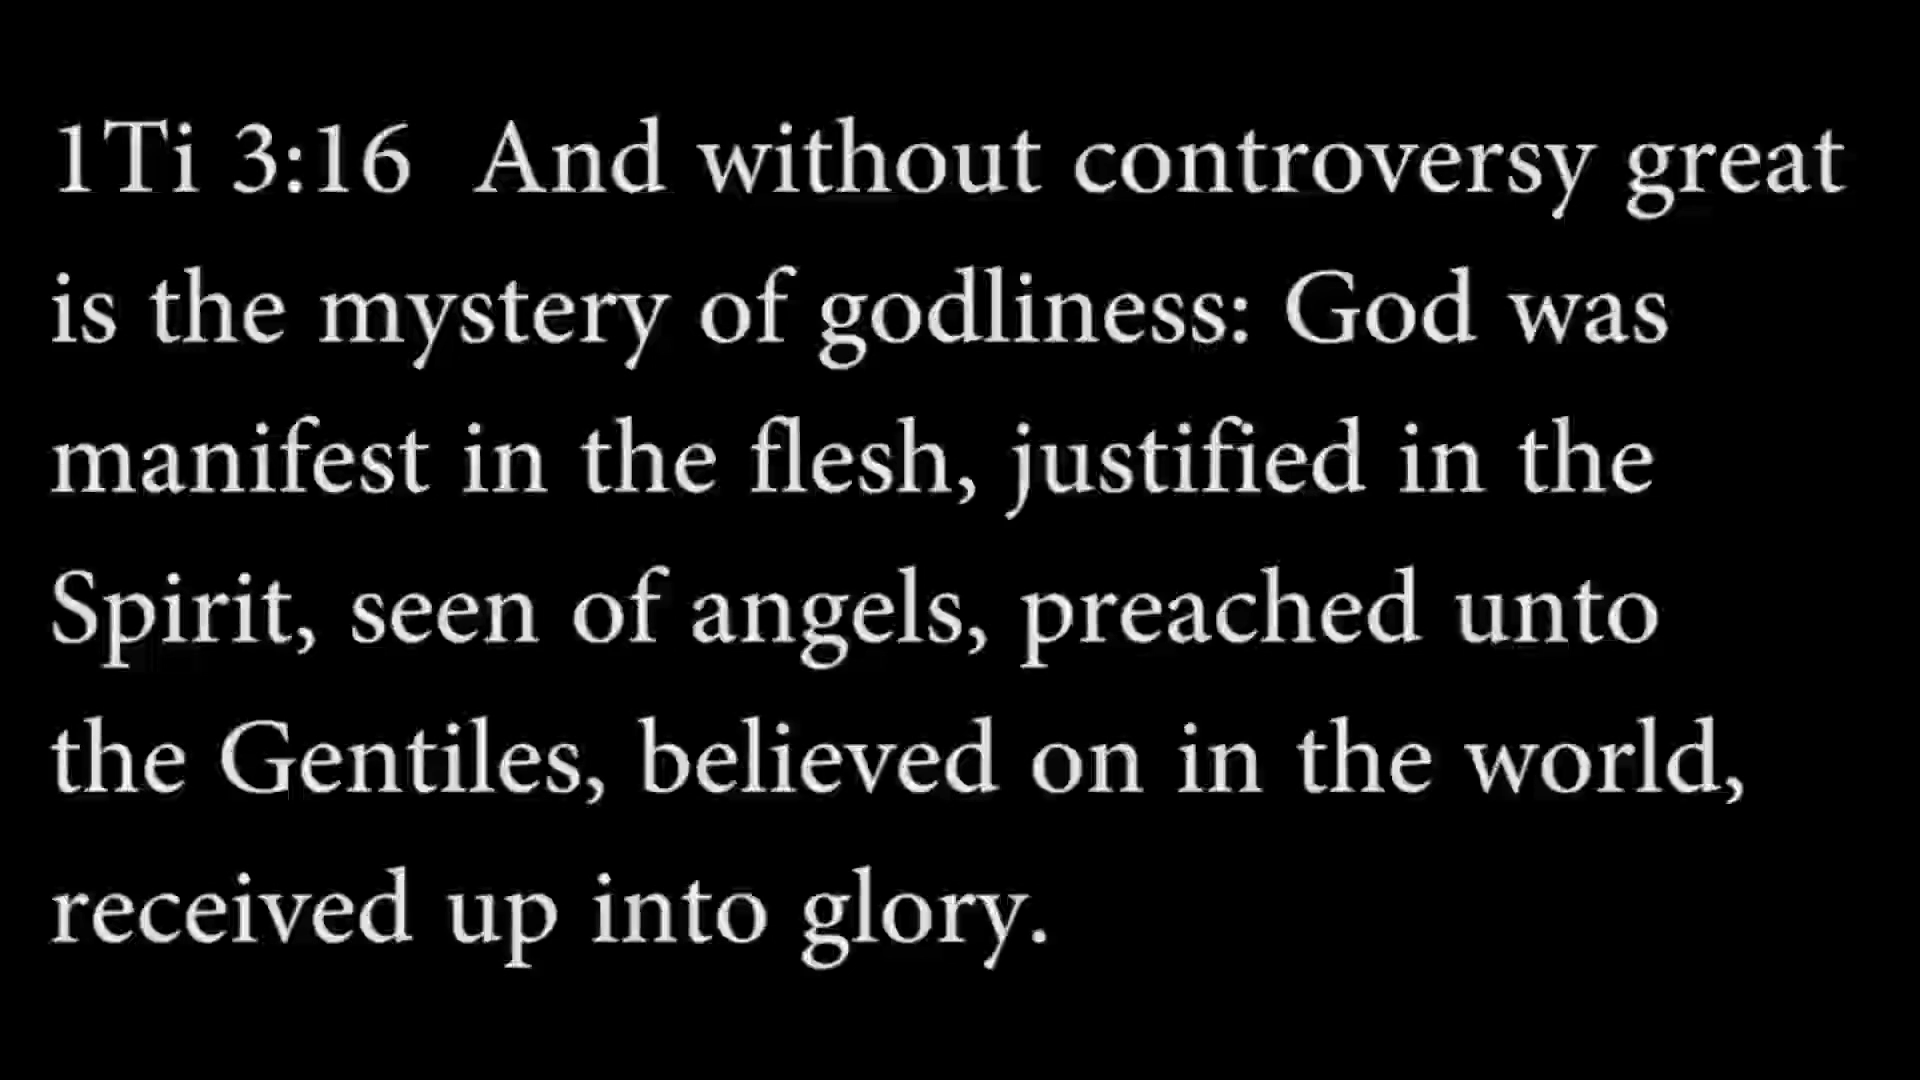 1Ti 3:16  And without controversy great
is the mystery of godliness: God was
manifest in the flesh, justified in the
Spirit, seen of angels, preached unto
the Gentiles, believed on in the world,
received up into glory.